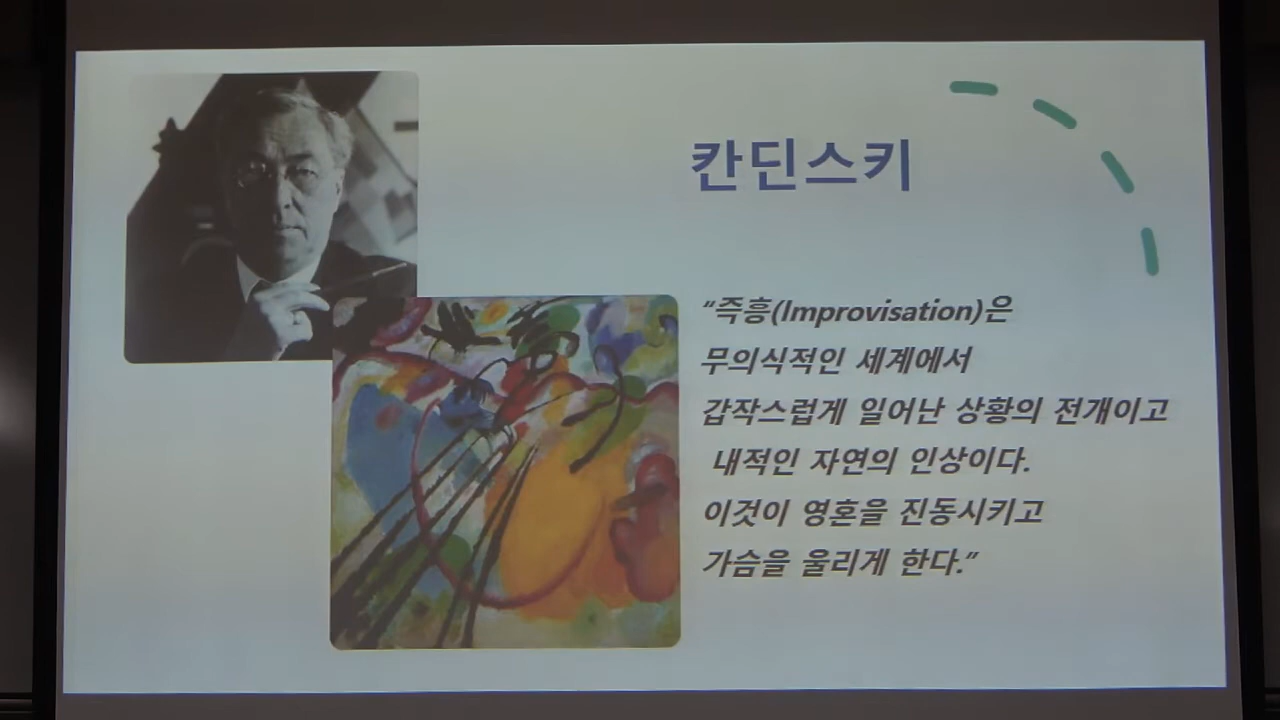 칸딘스키
“즉흥(Improvisation)은
무의식적인 세계에서
갑작스럽게 일어난 상황의 전개이고
내적인 자연의 인상이다.
이것이 영혼을 진동시키고
가슴을 울리게 한다.”